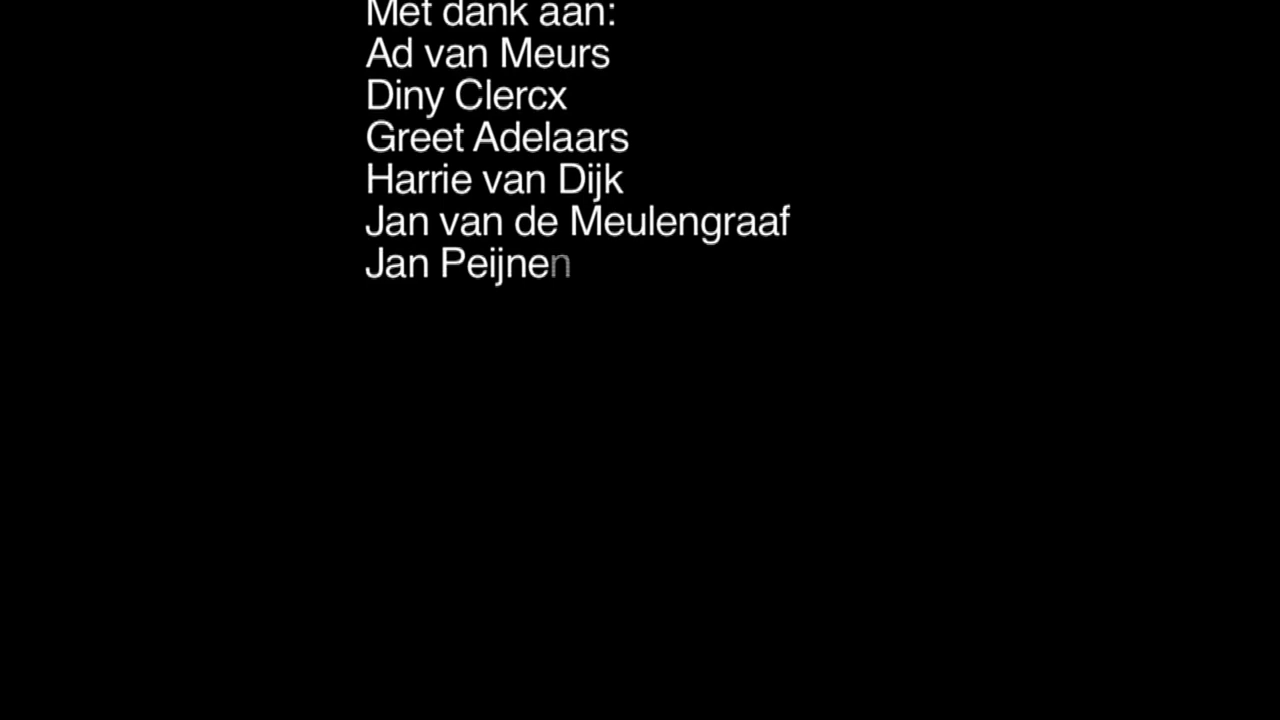 Met dank aan:
Ad van Meurs
Diny Clercx
Greet Adelaars
Harrie van Dijk
Jan van de Meulengraaf
Jan Peijnen